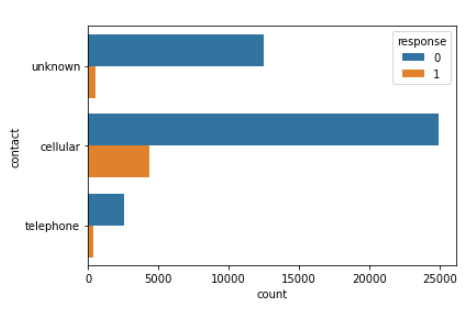 response
0
1
unknown
cellular
telephone
contact
0 5000 10000 15000 20000 25000
count